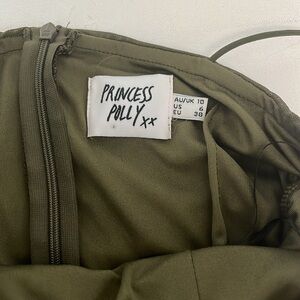 PRINCESS
POLLY xx
AU/UK 10
US 6
EU 38